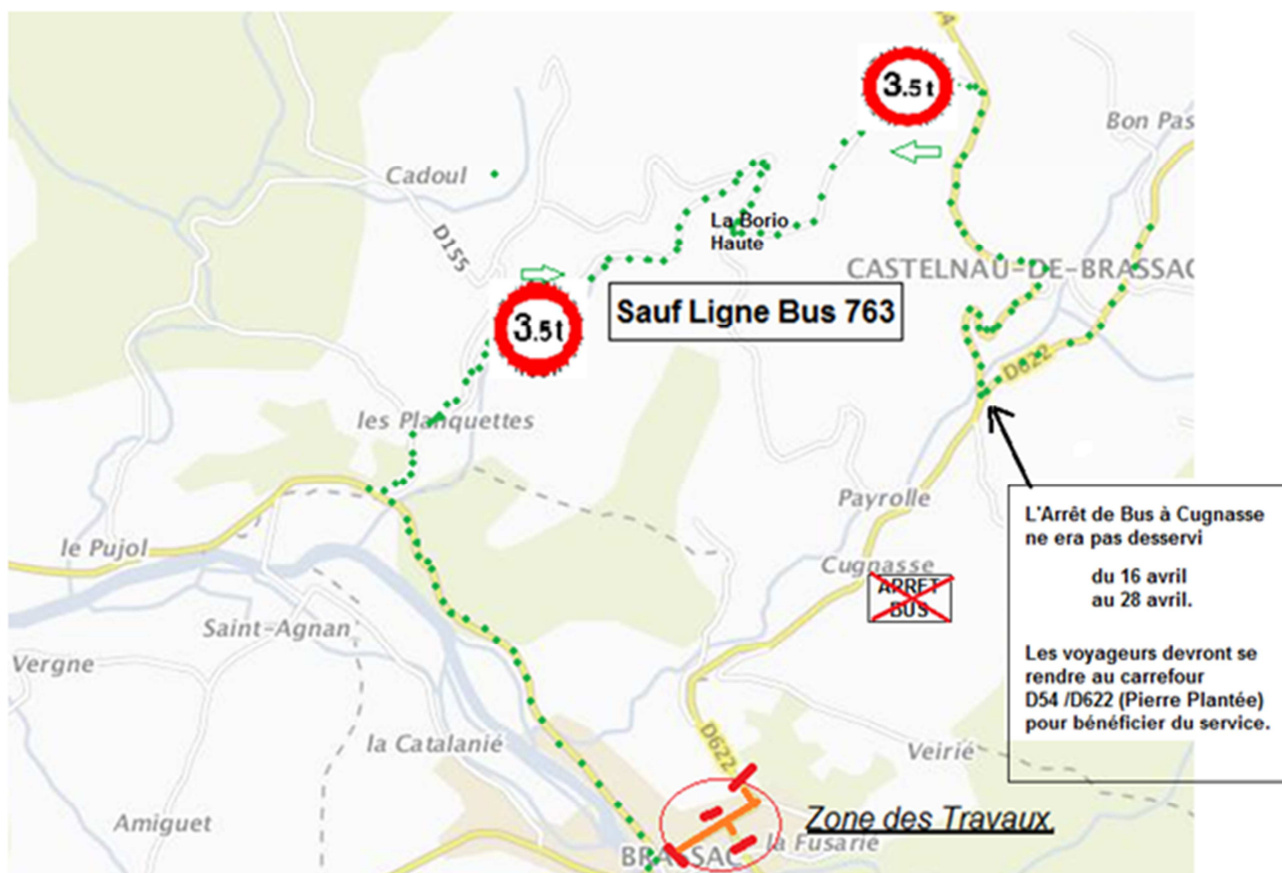 3.5t
Bon Pas
Cadoul
D155
La Borio
Haute
CASTELNAU-DE-BRASSAC
3.5t
Sauf Ligne Bus 763
D622
les Planquettes
Payrolle
L'Arrêt de Bus à Cugnasse
ne era pas desservi
du 16 avril
au 28 avril.
Les voyageurs devront se
rendre au carrefour
D54 /D622 (Pierre Plantée)
pour bénéficier du service.
le Pujol
Cugnasse
ARRET
BUS
Saint-Agnan
Vergne
la Catalanié
D622
Veirié
Amiguet
Zone des Travaux
la Fusarie
BRASSAC